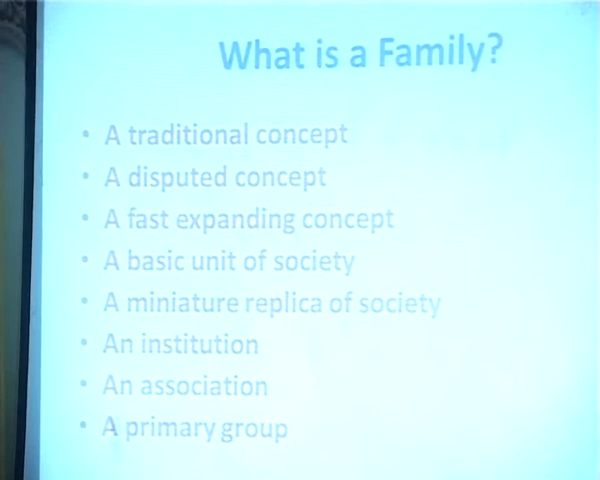 What is a Family?
• A traditional concept
• A disputed concept
• A fast expanding concept
• A basic unit of society
• A miniature replica of society
• An institution
• An association
• A primary group